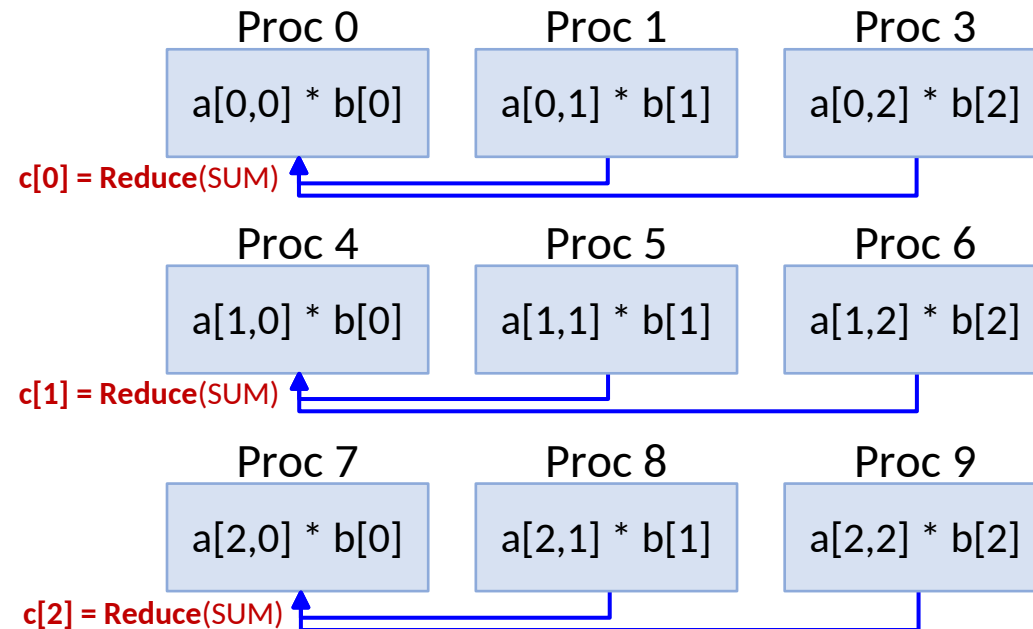 Proc 0 Proc 1 Proc 3
a[0,0] * b[0] a[0,1] * b[1] a[0,2] * b[2]
c[0] = Reduce(SUM)
Proc 4 Proc 5 Proc 6
a[1,0] * b[0] a[1,1] * b[1] a[1,2] * b[2]
c[1] = Reduce(SUM)
Proc 7 Proc 8 Proc 9
a[2,0] * b[0] a[2,1] * b[1] a[2,2] * b[2]
c[2] = Reduce(SUM)